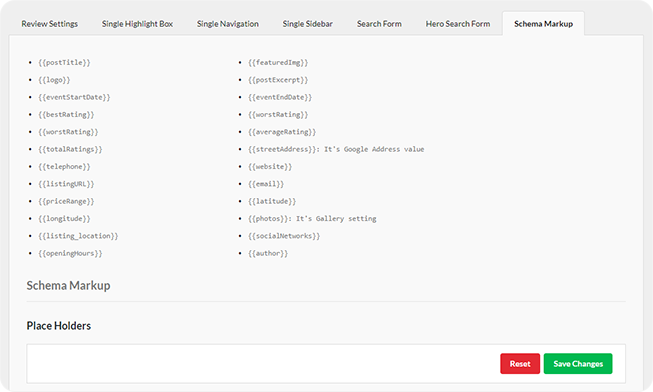 Review Settings Single Highlight Box Single Navigation Single Sidebar Search Form Hero Search Form Schema Markup
{{postTitle}} {{featuredImg}}
{{logo}} {{postExcerpt}}
{{eventStartDate}} {{eventEndDate}}
{{bestRating}} {{worstRating}}
{{worstRating}} {{averageRating}}
{{totalRatings}} {{streetAddress}}: It's Google Address value
{{telephone}} {{website}}
{{listingURL}} {{email}}
{{priceRange}} {{latitude}}
{{longitude}} {{photos}}: It's Gallery setting
{{listing_location}} {{socialNetworks}}
{{openingHours}} {{author}}
Schema Markup
Place Holders
Reset Save Changes